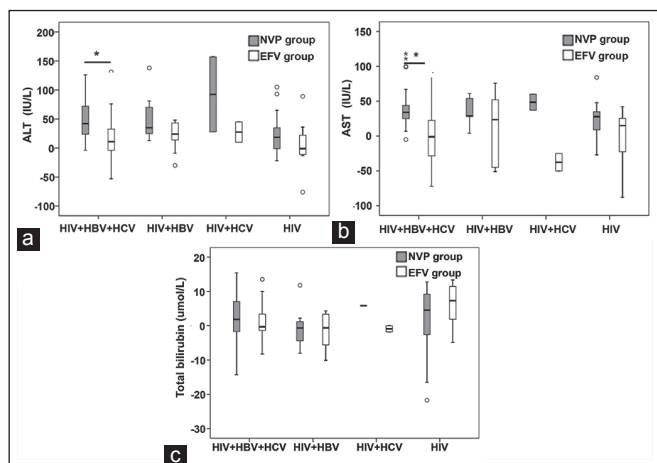 200
150
100
50
0
-50
-100
ALT (IU/L)
*
NVP group
EFV group
HIV+HBV+HCV HIV+HBV HIV+HCV HIV
a
150
100
50
0
-50
-100
AST (IU/L)
*
*
*
NVP group
EFV group
HIV+HBV+HCV HIV+HBV HIV+HCV HIV
b
20
10
0
-10
-20
-30
Total bilirubin (umol/L)
NVP group
EFV group
HIV+HBV+HCV HIV+HBV HIV+HCV HIV
c